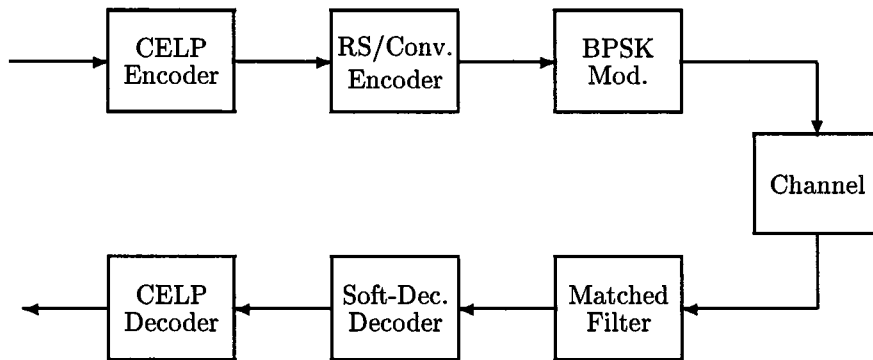 CELP
Encoder
RS/Conv.
Encoder
BPSK
Mod.
Channel
CELP
Decoder
Soft-Dec.
Decoder
Matched
Filter